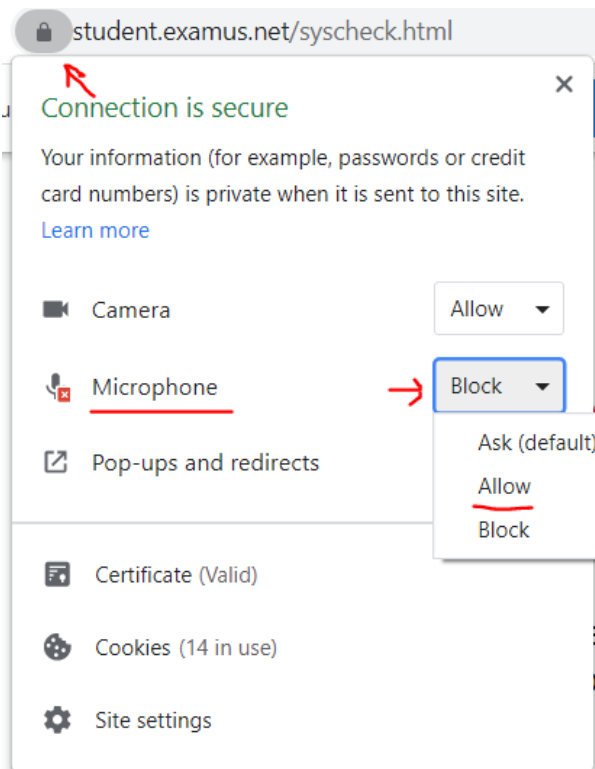 student.examus.net/syscheck.html
Connection is secure
Your information (for example, passwords or credit
card numbers) is private when it is sent to this site.
Learn more
Camera
Allow
Microphone
Block
Ask (default)
Allow
Block
Pop-ups and redirects
Certificate (Valid)
Cookies (14 in use)
Site settings